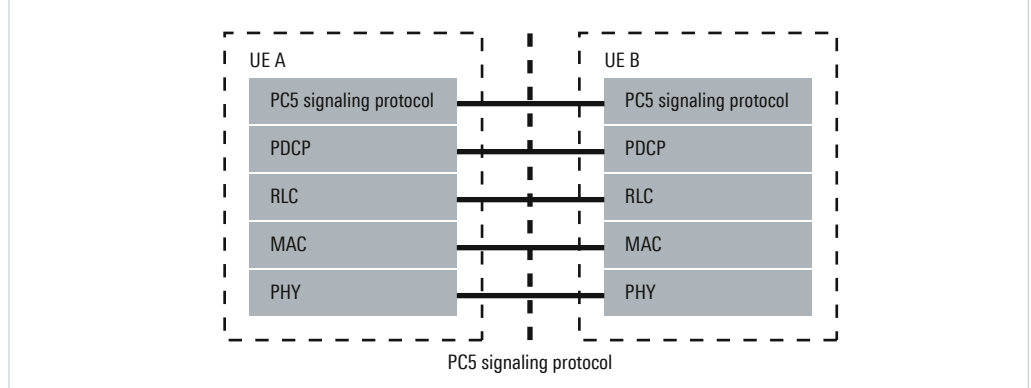 UE A
PC5 signaling protocol
PDCP
RLC
MAC
PHY
UE B
PC5 signaling protocol
PDCP
RLC
MAC
PHY
PC5 signaling protocol